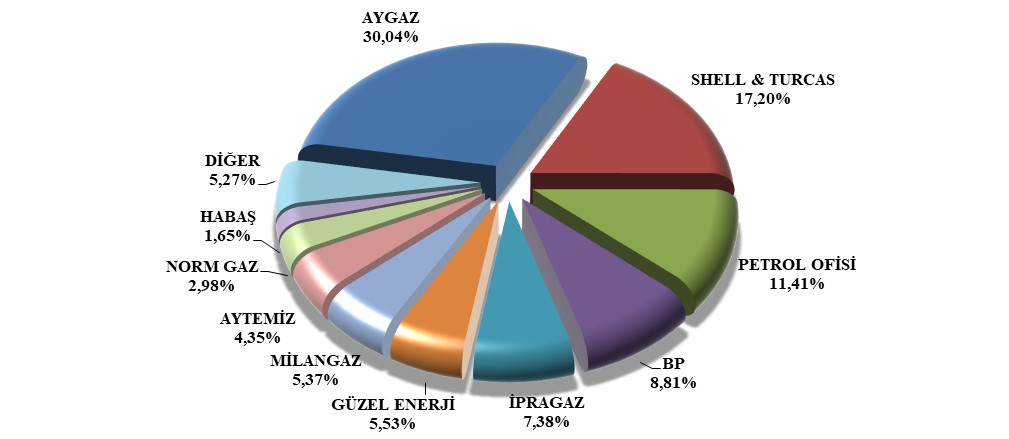 AYGAZ
30,04%
SHELL & TURCAS
17,20%
PETROL OFİSİ
11,41%
BP
8,81%
İPRAGAZ
7,38%
GÜZEL ENERJİ
5,53%
MİLANGAZ
5,37%
AYTEMİZ
4,35%
NORM GAZ
2,98%
HABAŞ
1,65%
DİĞER
5,27%